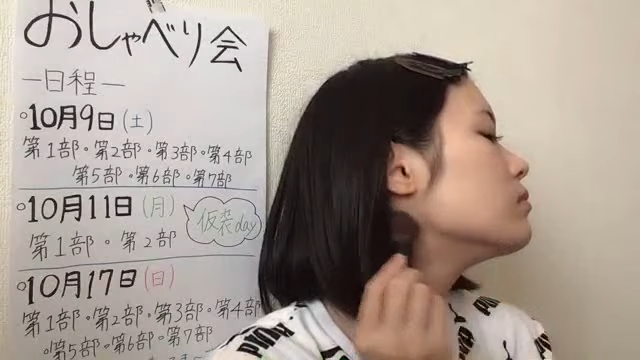 おしゃべり会
―日程―
○10月9日(土)
第1部。第2部。第3部。第4部
第5部。第6部。第7部
○10月11日(月)
仮装day
第1部。第2部
○10月17日(日)
第1部。第2部。第3部。第4部
。第5部。第6部。第7部
PUMA